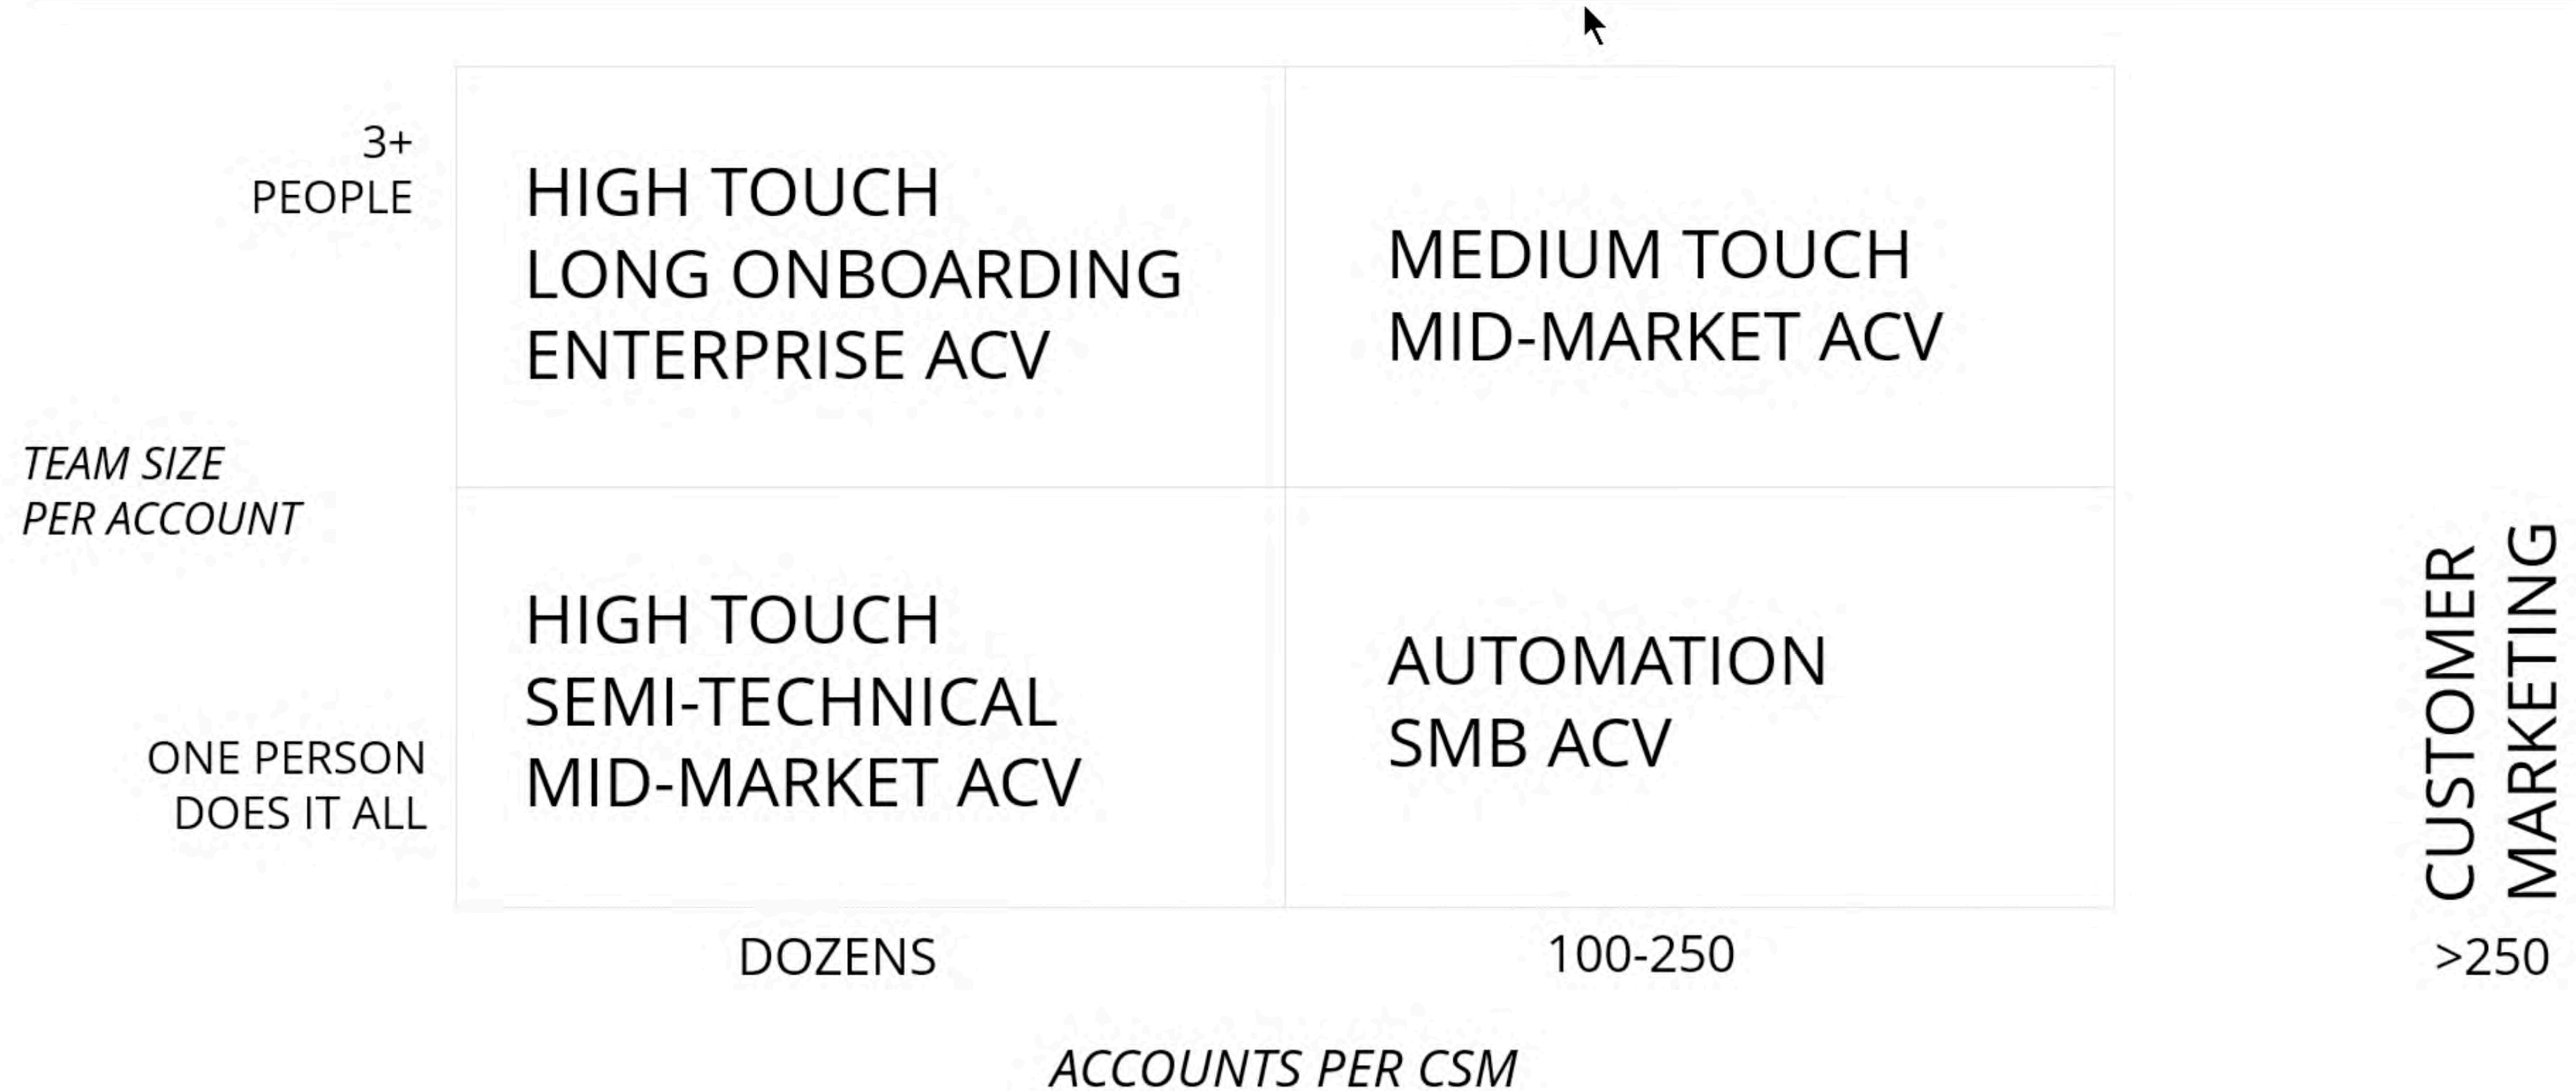 3+
PEOPLE
HIGH TOUCH
LONG ONBOARDING
ENTERPRISE ACV
MEDIUM TOUCH
MID-MARKET ACV
TEAM SIZE
PER ACCOUNT
ONE PERSON
DOES IT ALL
HIGH TOUCH
SEMI-TECHNICAL
MID-MARKET ACV
AUTOMATION
SMB ACV
CUSTOMER
MARKETING
DOZENS
100-250
>250
ACCOUNTS PER CSM